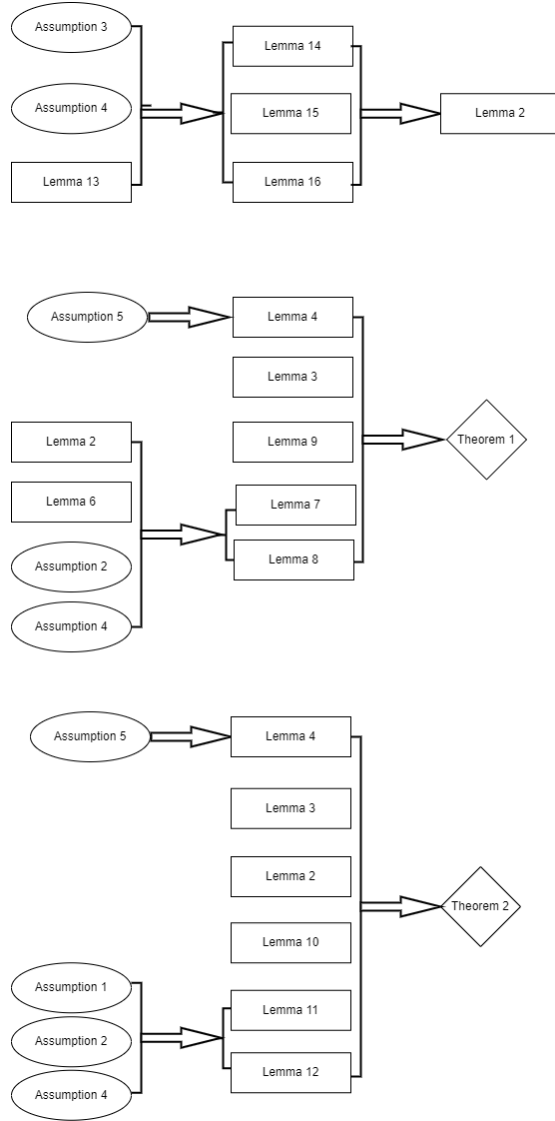 Assumption 3
Lemma 14
Assumption 4
Lemma 15
Lemma 2
Lemma 13
Lemma 16
Assumption 5
Lemma 4
Lemma 3
Lemma 2
Lemma 9
Theorem 1
Lemma 6
Lemma 7
Assumption 2
Lemma 8
Assumption 4
Assumption 5
Lemma 4
Lemma 3
Lemma 2
Theorem 2
Lemma 10
Assumption 1
Lemma 11
Assumption 2
Lemma 12
Assumption 4